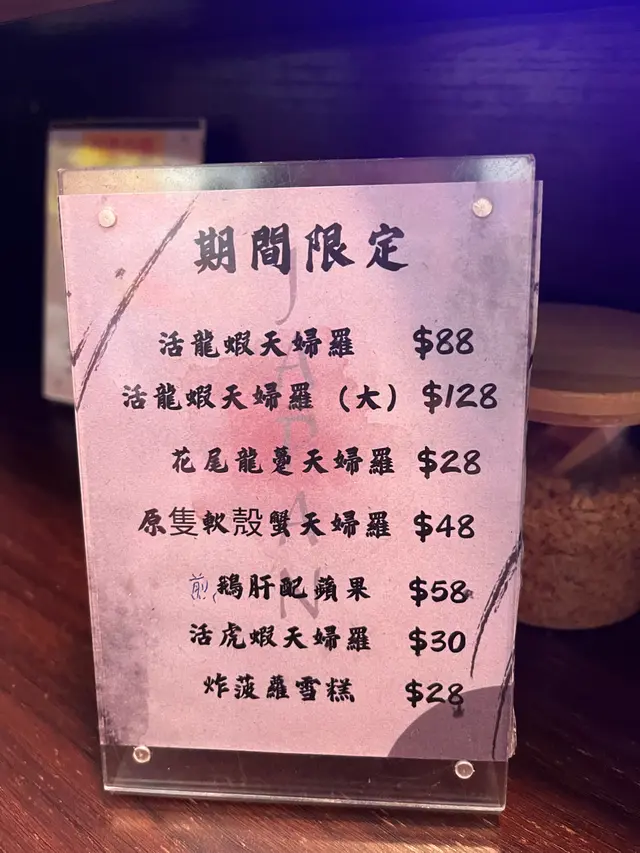 期間限定
活龍蝦天婦羅 $88
活龍蝦天婦羅（大） $128
花尾龍躉天婦羅 $28
原隻軟殼蟹天婦羅 $48
煎鵝肝配蘋果 $58
活虎蝦天婦羅 $30
炸菠蘿雪糕 $28
JAPAN